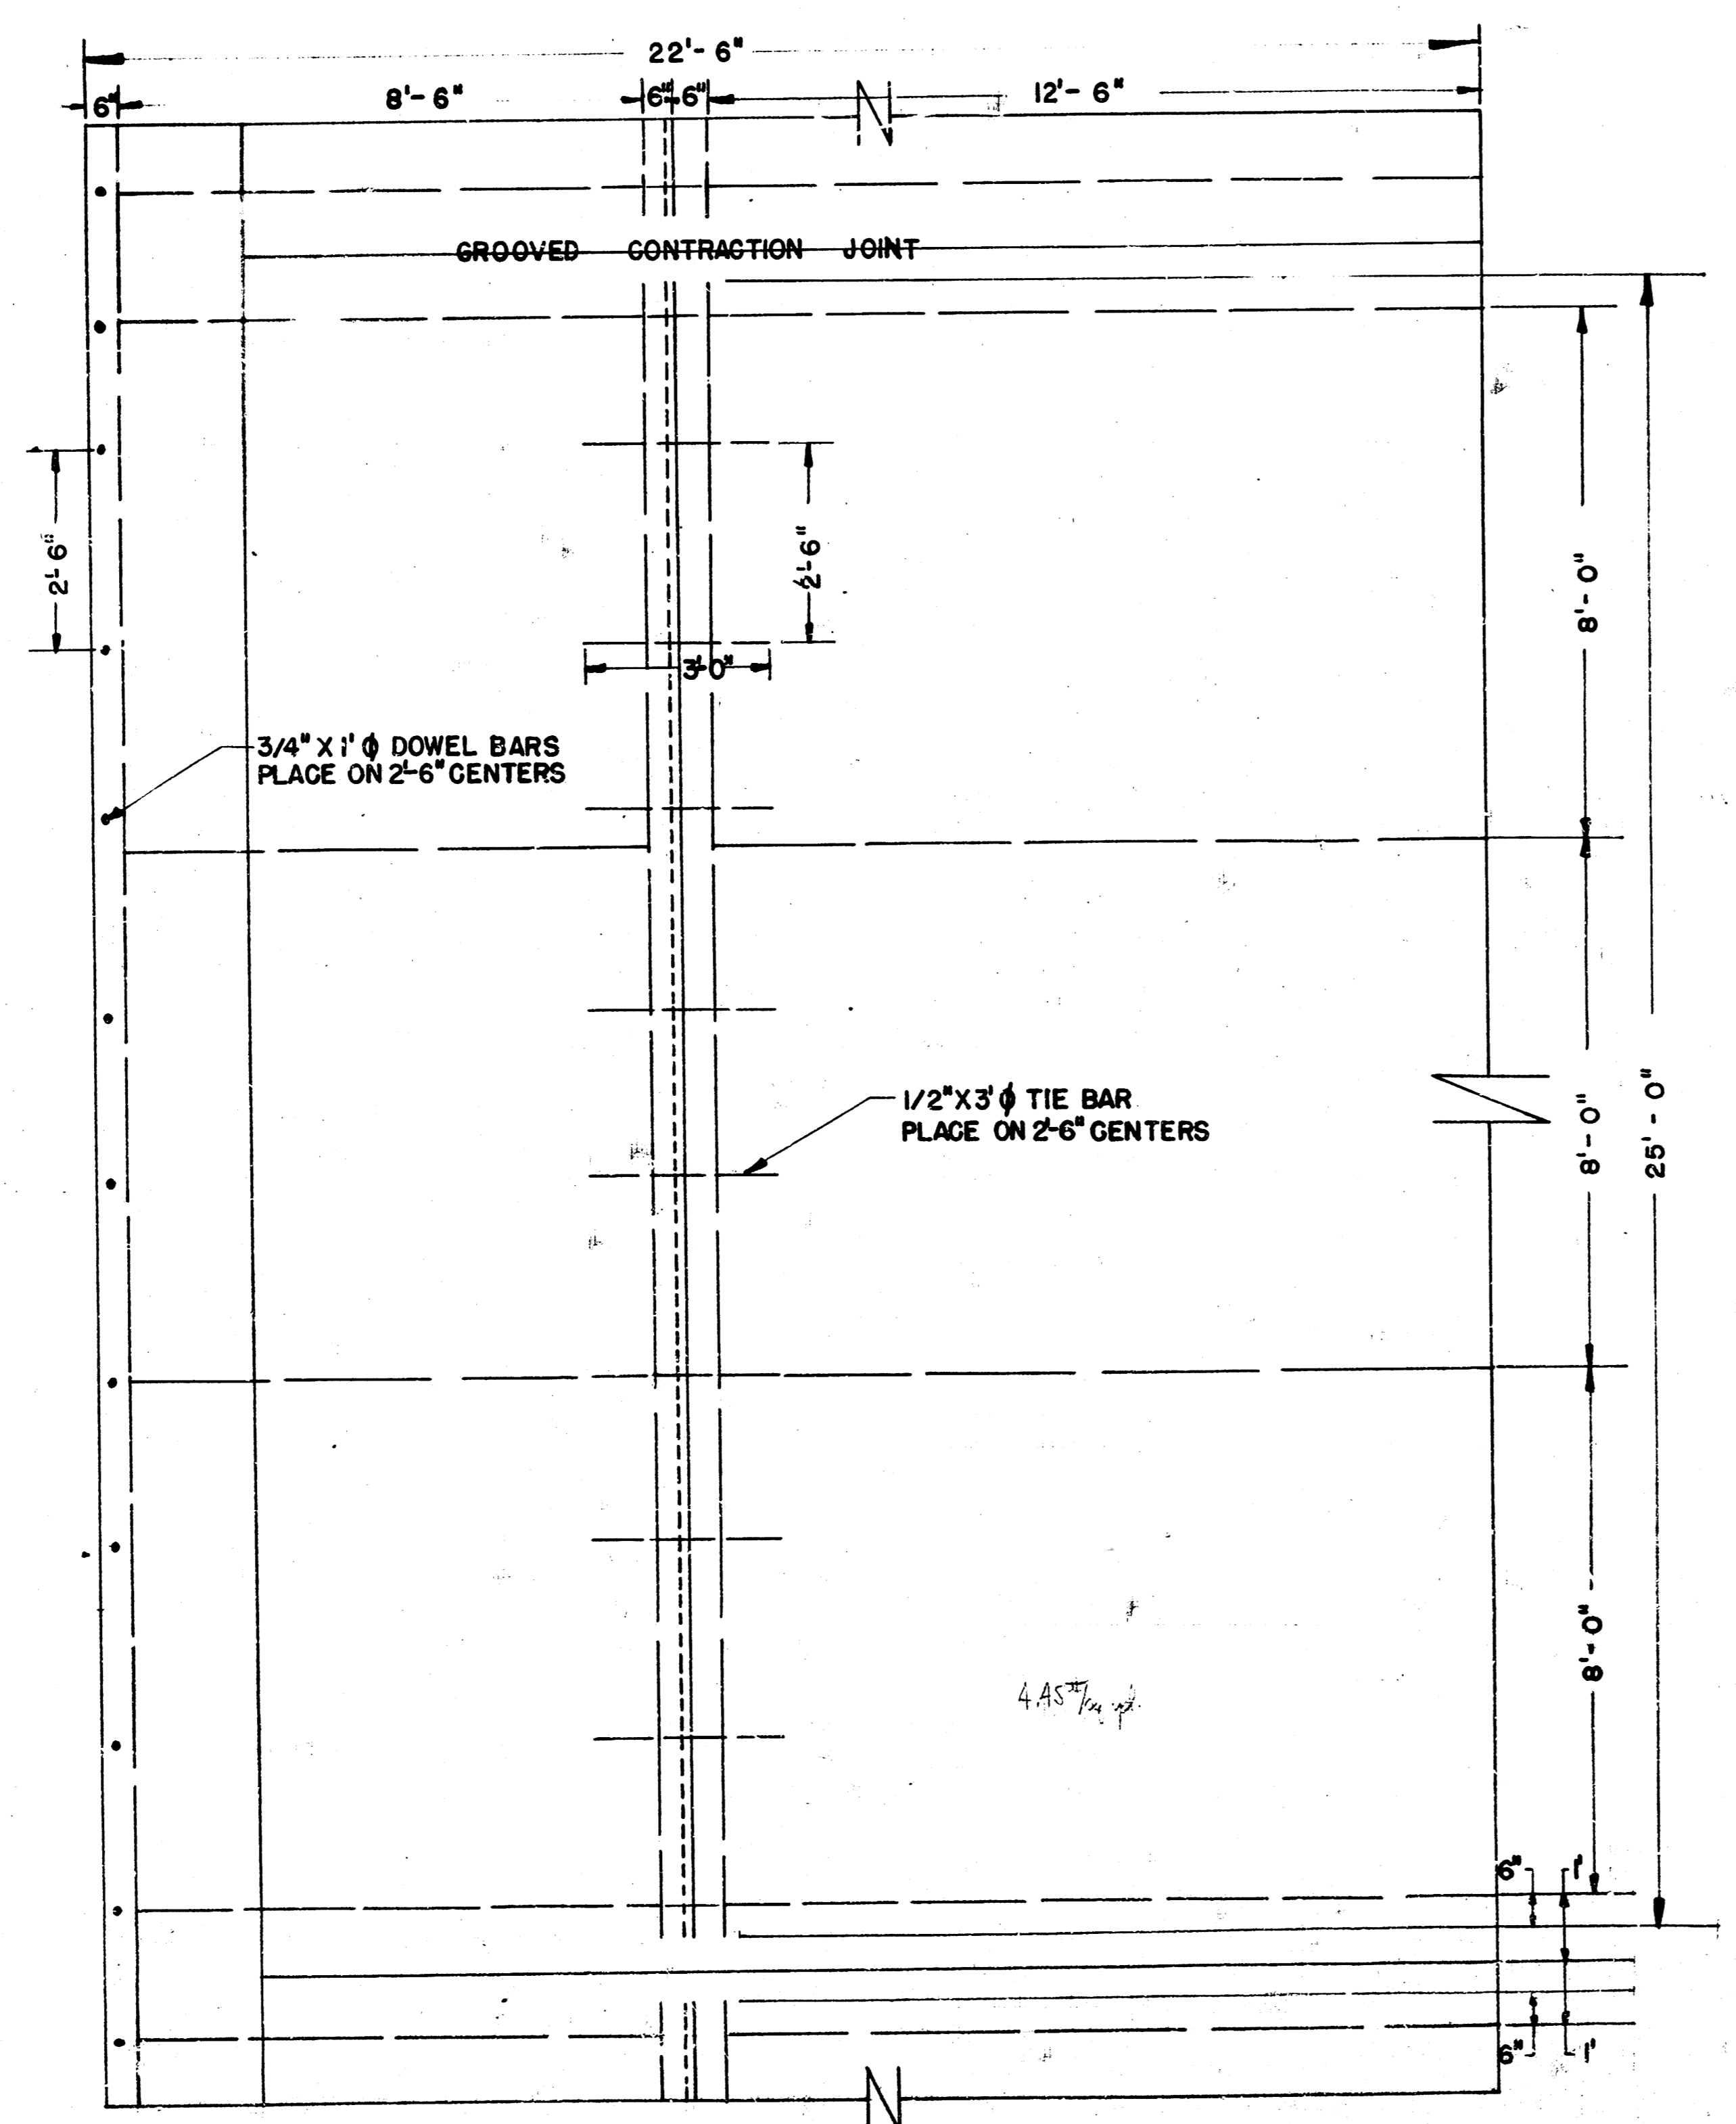 22'-6"
6" 8'-6" 6" 6" 12'-6"
GROOVED CONTRACTION JOINT
2'-6"
2'-6"
8'-0"
3'-0"
3/4" X 1' ϕ DOWEL BARS
PLACE ON 2'-6" CENTERS
1/2" X 3' ϕ TIE BAR
PLACE ON 2'-6" CENTERS
8'-0"
25'-0"
8'-0"
6" 1'
6" 1'